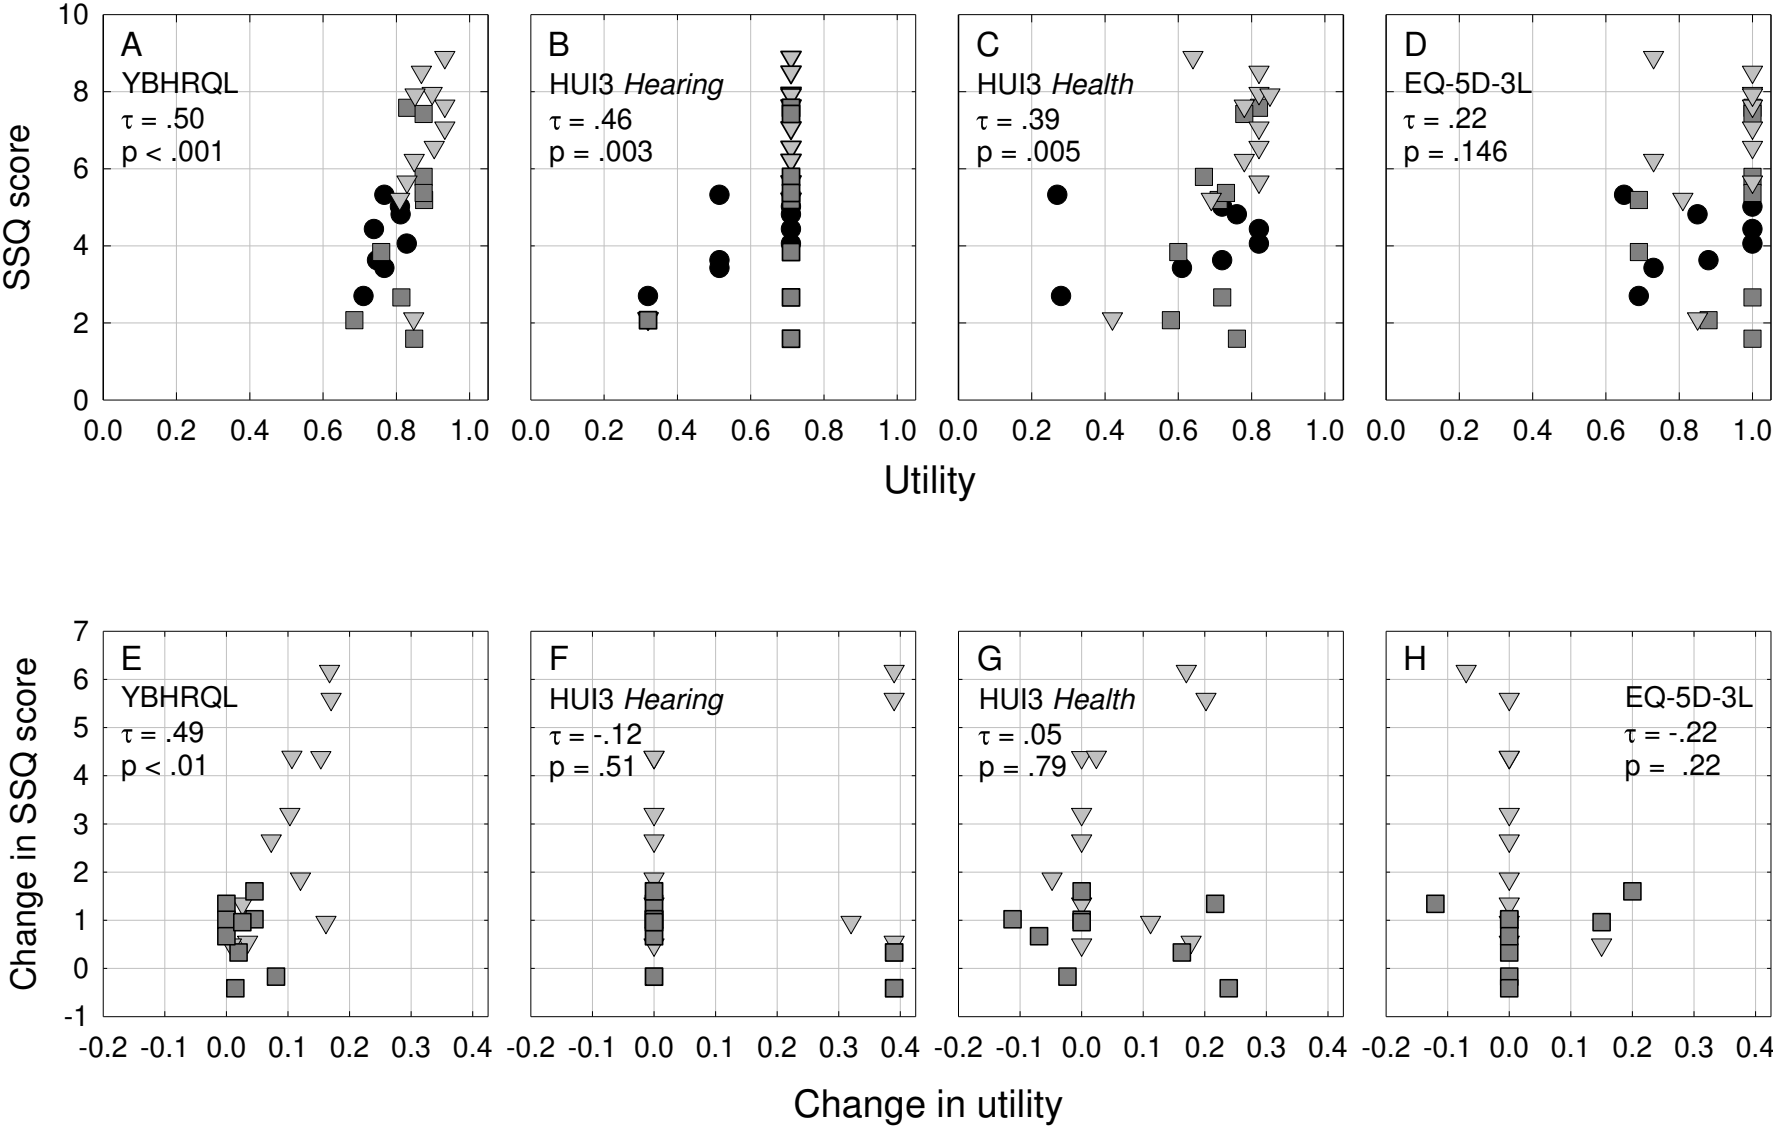 10
8
6
4
2
0
SSQ score
A
YBHRQL
τ = .50
p < .001
B
HUI3 Hearing
τ = .46
p = .003
C
HUI3 Health
τ = .39
p = .005
D
EQ-5D-3L
τ = .22
p = .146
0.0 0.2 0.4 0.6 0.8 1.0
0.0 0.2 0.4 0.6 0.8 1.0
0.0 0.2 0.4 0.6 0.8 1.0
0.0 0.2 0.4 0.6 0.8 1.0
Utility
7
6
5
4
3
2
1
0
-1
Change in SSQ score
E
YBHRQL
τ = .49
p < .01
F
HUI3 Hearing
τ = -.12
p = .51
G
HUI3 Health
τ = .05
p = .79
H
EQ-5D-3L
τ = -.22
p = .22
-0.2 -0.1 0.0 0.1 0.2 0.3 0.4
-0.2 -0.1 0.0 0.1 0.2 0.3 0.4
-0.2 -0.1 0.0 0.1 0.2 0.3 0.4
-0.2 -0.1 0.0 0.1 0.2 0.3 0.4
Change in utility